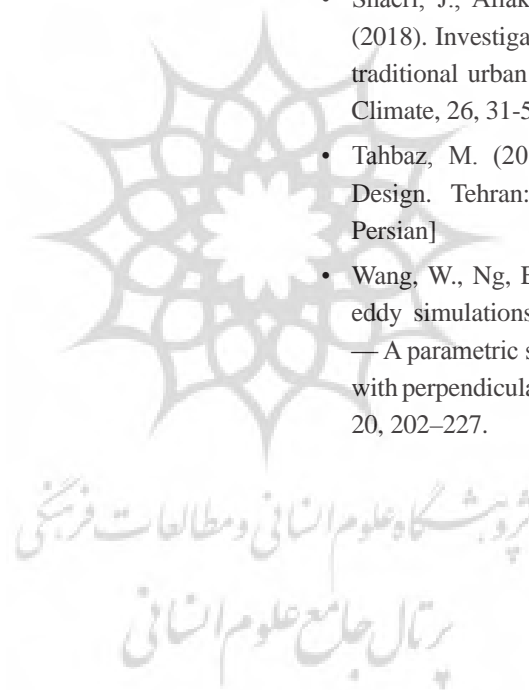 • Shaeri, J., Aliak
(2018). Investiga
traditional urban
Climate, 26, 31-5
• Tahbaz, M. (20
Design. Tehran:
Persian]
• Wang, W., Ng, E
eddy simulations
— A parametric s
with perpendicula
20, 202–227.
پژوهشگاه علوم انسانی و مطالعات فرهنگی
پرتال جامع علوم انسانی